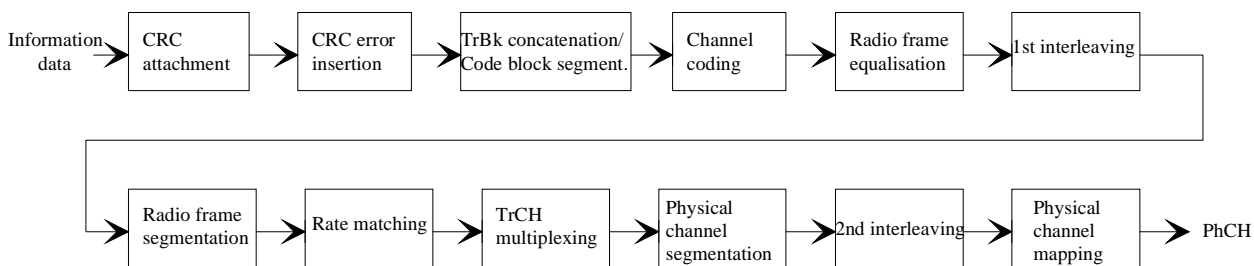 Information
data
CRC
attachment
CRC error
insertion
TrBk concatenation/
Code block segment.
Channel
coding
Radio frame
equalisation
1st interleaving
Radio frame
segmentation
Rate matching
TrCH
multiplexing
Physical
channel
segmentation
2nd interleaving
Physical
channel
mapping
PhCH